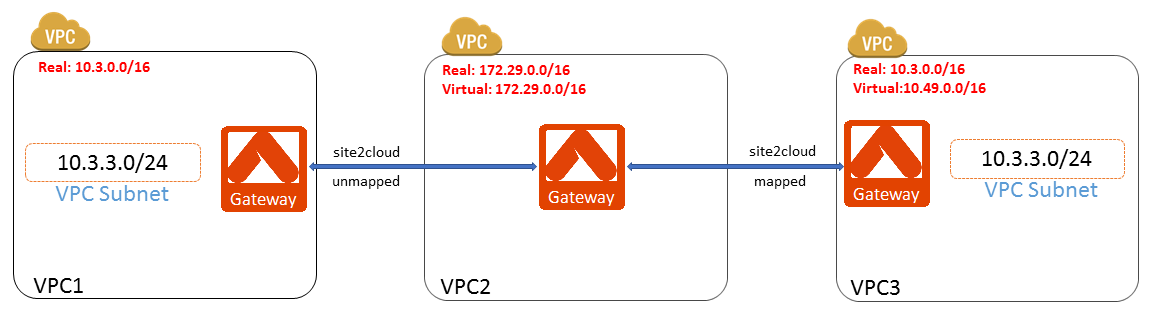 VPC
Real: 10.3.0.0/16
10.3.3.0/24
VPC Subnet
Gateway
VPC1
site2cloud
unmapped
VPC
Real: 172.29.0.0/16
Virtual: 172.29.0.0/16
Gateway
VPC2
site2cloud
mapped
VPC
Real: 10.3.0.0/16
Virtual:10.49.0.0/16
Gateway
10.3.3.0/24
VPC Subnet
VPC3